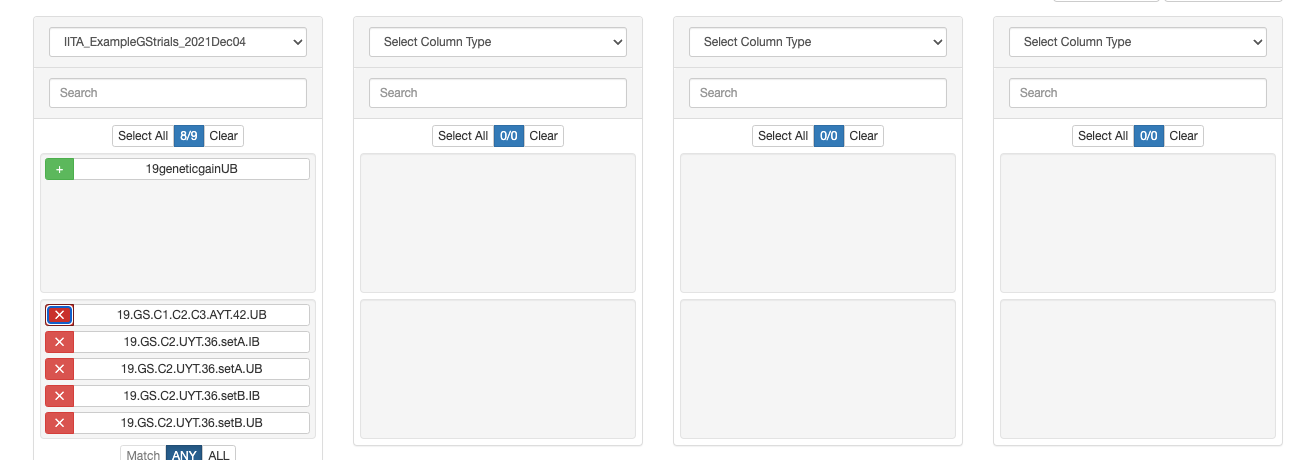 IITA_ExampleGStrials_2021Dec04
Select Column Type
Select Column Type
Select Column Type
Search
Search
Search
Search
Select All 8/9 Clear
Select All 0/0 Clear
Select All 0/0 Clear
Select All 0/0 Clear
+ 19geneticgainUB
× 19.GS.C1.C2.C3.AYT.42.UB
× 19.GS.C2.UYT.36.setA.IB
× 19.GS.C2.UYT.36.setA.UB
× 19.GS.C2.UYT.36.setB.IB
× 19.GS.C2.UYT.36.setB.UB
Match ANY ALL